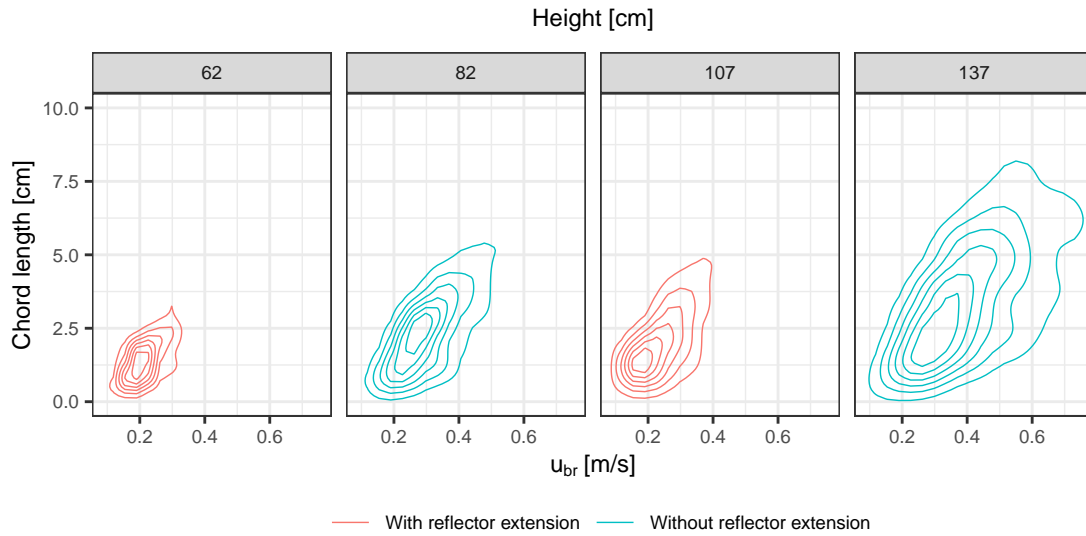 Height [cm]
62 82 107 137
10.0
7.5
5.0
2.5
0.0
Chord length [cm]
0.2 0.4 0.6 0.2 0.4 0.6 0.2 0.4 0.6 0.2 0.4 0.6
u_br [m/s]
With reflector extension Without reflector extension